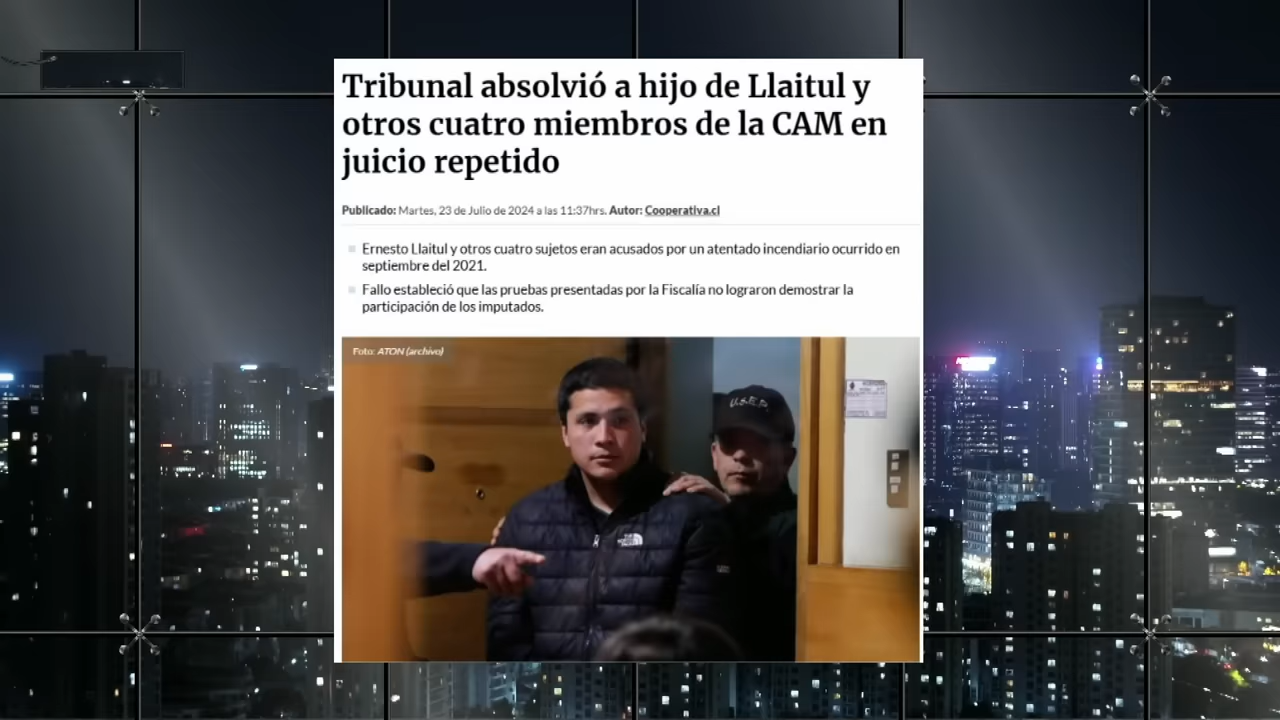 Tribunal absolvió a hijo de Llaitul y
otros cuatro miembros de la CAM en
juicio repetido
Publicado: Martes, 23 de Julio de 2024 a las 11:37hrs. Autor: Cooperativa.cl
Ernesto Llaitul y otros cuatro sujetos eran acusados por un atentado incendiario ocurrido en
septiembre del 2021.
Fallo estableció que las pruebas presentadas por la Fiscalía no lograron demostrar la
participación de los imputados.
Foto: ATON (archivo)
U.S.E.P.
THE NORTH FACE